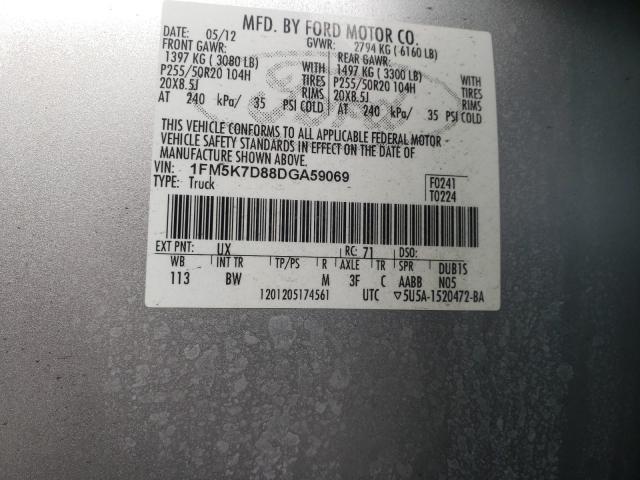 MFD. BY FORD MOTOR CO.
DATE: 05/12 GVWR: 2794 KG ( 6160 LB)
FRONT GAWR: REAR GAWR:
1397 KG ( 3080 LB) WITH 1497 KG ( 3300 LB) WITH
P255/50R20 104H TIRES P255/50R20 104H TIRES
20X8.5J RIMS 20X8.5J RIMS
AT 240 kPa/ 35 PSI COLD AT 240 kPa/ 35 PSI COLD
THIS VEHICLE CONFORMS TO ALL APPLICABLE FEDERAL MOTOR
VEHICLE SAFETY STANDARDS IN EFFECT ON THE DATE OF
MANUFACTURE SHOWN ABOVE.
VIN: 1FM5K7D88DGA59069 F0241
TYPE: Truck T0224
EXT PNT: UX RC: 71 DSO:
WB INT TR TP/PS R AXLE TR SPR DUB1S
113 BW M 3F C AABB N05
1201205174561 UTC ▽5U5A-1520472-BA
Ford